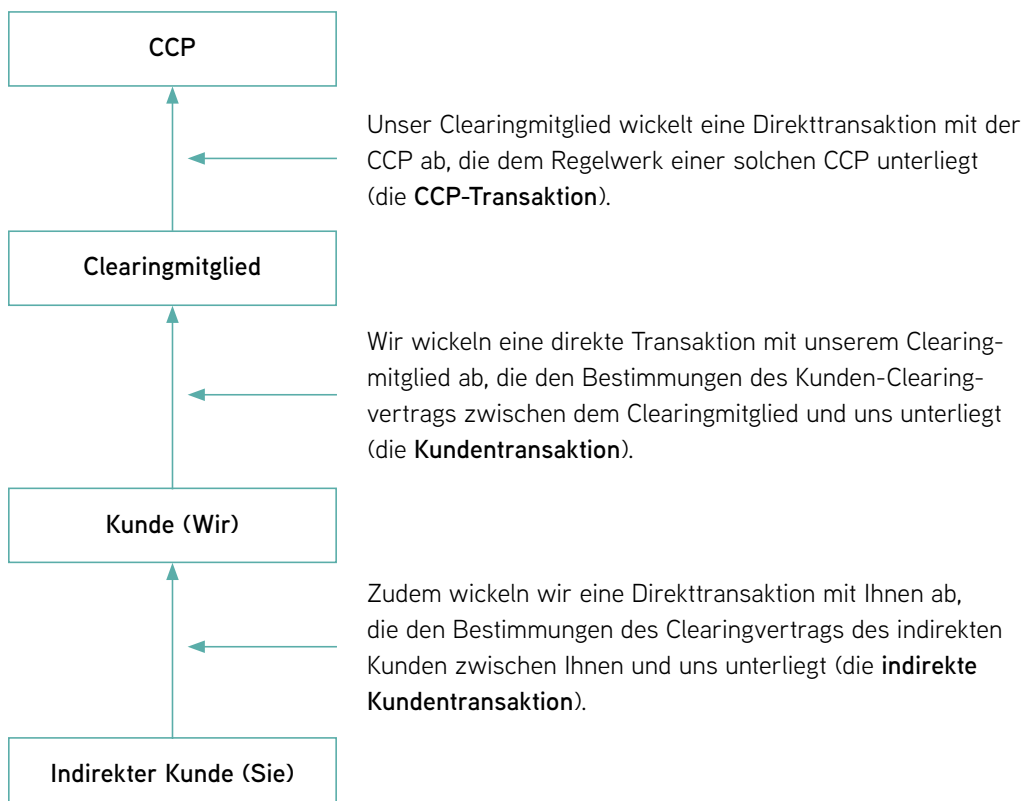 CCP
Unser Clearingmitglied wickelt eine Direkttransaktion mit der
CCP ab, die dem Regelwerk einer solchen CCP unterliegt
(die CCP-Transaktion).
Clearingmitglied
Wir wickeln eine direkte Transaktion mit unserem Clearing-
mitglied ab, die den Bestimmungen des Kunden-Clearing-
vertrags zwischen dem Clearingmitglied und uns unterliegt
(die Kundentransaktion).
Kunde (Wir)
Zudem wickeln wir eine Direkttransaktion mit Ihnen ab,
die den Bestimmungen des Clearingvertrags des indirekten
Kunden zwischen Ihnen und uns unterliegt (die indirekte
Kundentransaktion).
Indirekter Kunde (Sie)